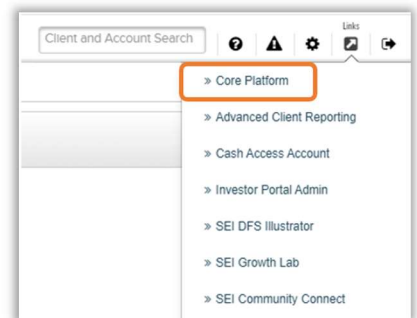 Links
Client and Account Search
» Core Platform
» Advanced Client Reporting
» Cash Access Account
» Investor Portal Admin
» SEI DFS Illustrator
» SEI Growth Lab
» SEI Community Connect